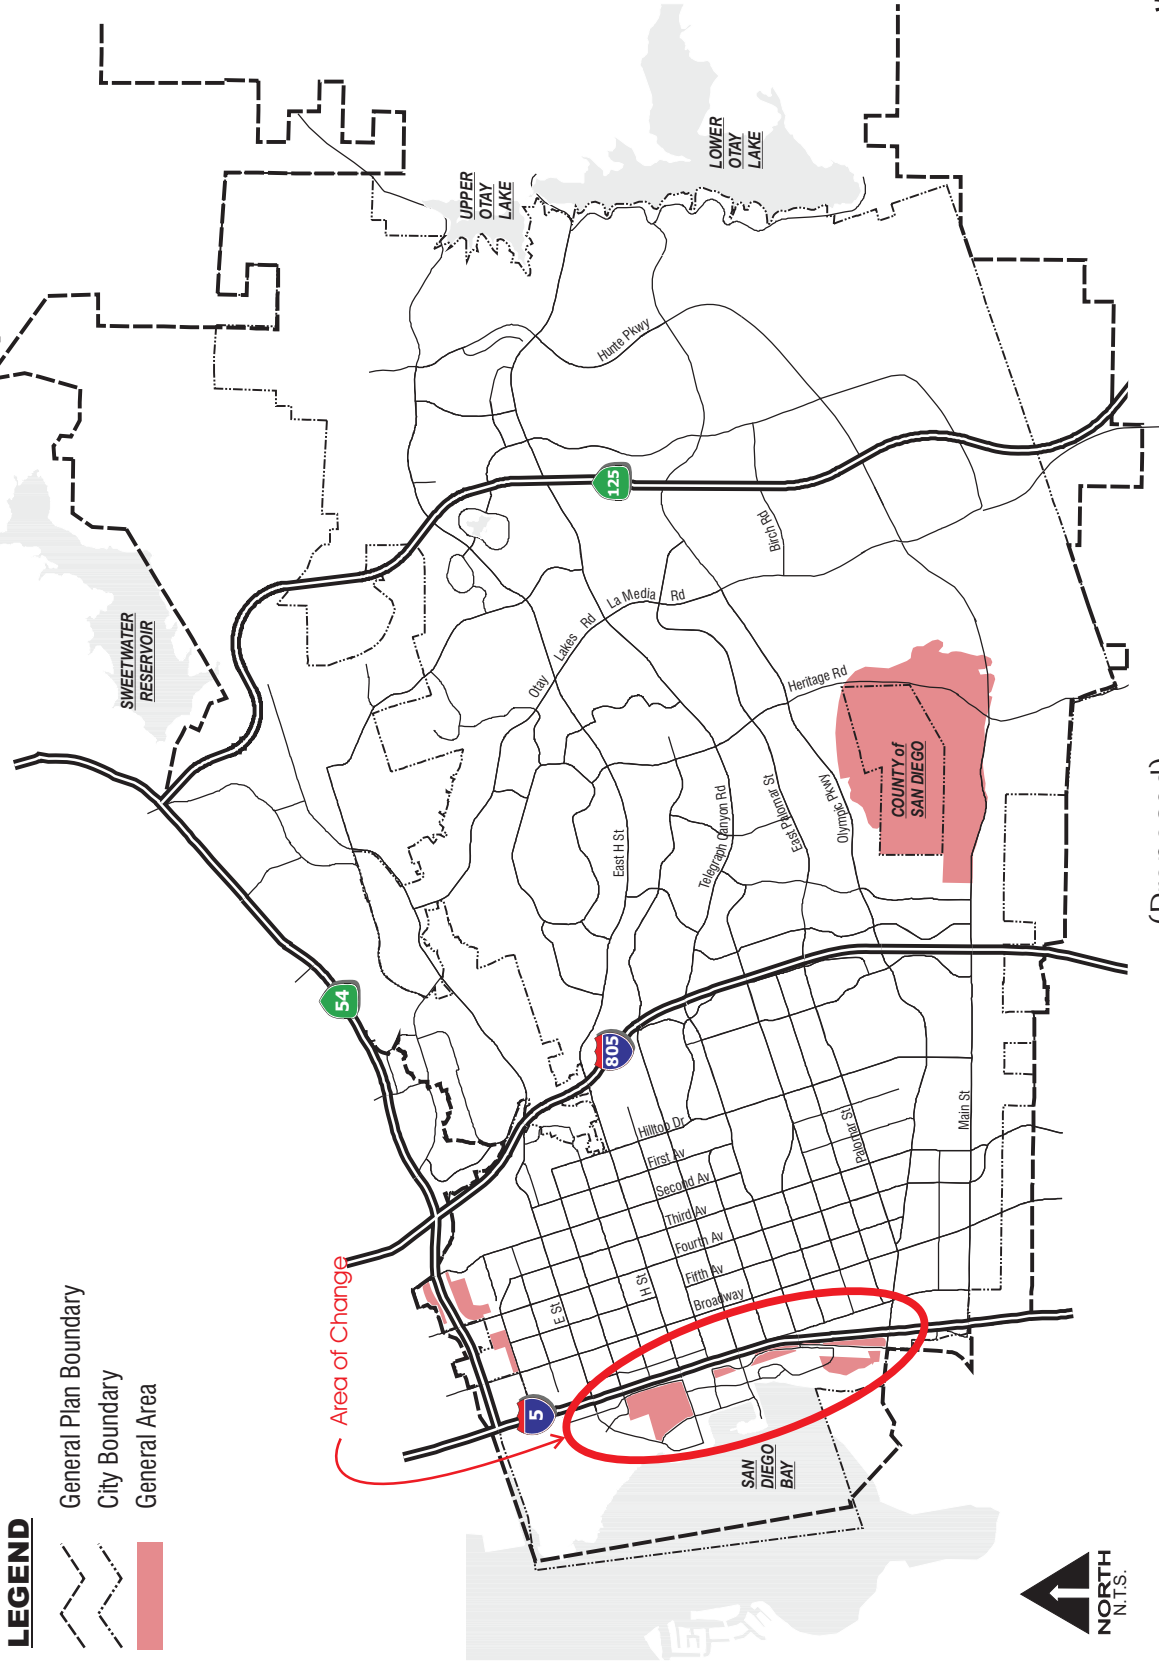 LEGEND
General Plan Boundary
City Boundary
General Area
Area of Change
SWEETWATER
RESERVOIR
UPPER
OTAY
LAKE
LOWER
OTAY
LAKE
54
125
805
5
Hunte Pkwy
Birch Rd
La Media Rd
Otay Lakes Rd
Heritage Rd
East H St
Telegraph Canyon Rd
East Palomar St
Olympic Pkwy
COUNTY of
SAN DIEGO
Hilltop Dr
First Av
Second Av
Third Av
Fourth Av
Fifth Av
Broadway
E St
H St
Palomar St
Main St
SAN
DIEGO
BAY
NORTH
N.T.S.